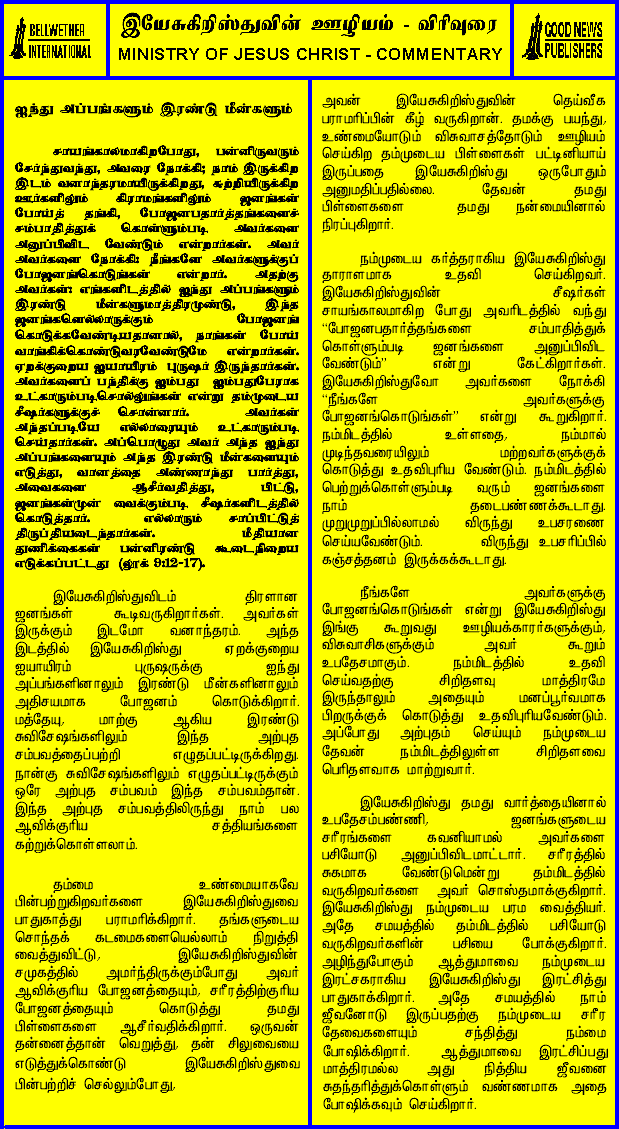 BELLWETHER
INTERNATIONAL
இயேசுகிறிஸ்துவின் ஊழியம் - விரிவுரை
MINISTRY OF JESUS CHRIST - COMMENTARY
GOOD NEWS
PUBLISHERS
ஐந்து அப்பங்களும் இரண்டு மீன்களும்
சாயங்காலமாகிறபோது, பன்னிருவரும்
சேர்ந்துவந்து, அவரை நோக்கி; நாம் இருக்கிற
இடம் வனாந்தரமாயிருக்கிறது, சுற்றியிருக்கிற
ஊர்களிலும் கிராமங்களிலும் ஜனங்கள்
போய்த் தங்கி, போஜனபதார்த்தங்களைச்
சம்பாதித்துக் கொள்ளும்படி அவர்களை
அனுப்பிவிட வேண்டும் என்றார்கள். அவர்
அவர்களை நோக்கி: நீங்களே அவர்களுக்குப்
போஜனங்கொடுங்கள் என்றார். அதற்கு
அவர்கள்: எங்களிடத்தில் ஐந்து அப்பங்களும்
இரண்டு மீன்களுமாத்திரமுண்டு, இந்த
ஜனங்களெல்லாருக்கும் போஜனங்
கொடுக்கவேண்டியதானால், நாங்கள் போய்
வாங்கிக்கொண்டுவரவேண்டுமே என்றார்கள்.
ஏறக்குறைய ஐயாயிரம் புருஷர் இருந்தார்கள்.
அவர்களைப் பந்திக்கு ஐம்பது ஐம்பதுபேராக
உட்காரும்படிசொல்லுங்கள் என்று தம்முடைய
சீஷர்களுக்குச் சொன்னார். அவர்கள்
அந்தப்படியே எல்லாரையும் உட்காரும்படி
செய்தார்கள். அப்பொழுது அவர் அந்த ஐந்து
அப்பங்களையும் அந்த இரண்டு மீன்களையும்
எடுத்து, வானத்தை அண்ணாந்து பார்த்து,
அவைகளை ஆசீர்வதித்து, பிட்டு,
ஜனங்கள்முன் வைக்கும்படி சீஷர்களிடத்தில்
கொடுத்தார். எல்லாரும் சாப்பிட்டுத்
திருப்தியடைந்தார்கள். மீதியான
துணிக்கைகள் பன்னிரண்டு கூடைநிறைய
எடுக்கப்பட்டது (லூக் 9:12-17).
இயேசுகிறிஸ்துவிடம் திரளான
ஜனங்கள் கூடிவருகிறார்கள். அவர்கள்
இருக்கும் இடமோ வனாந்தரம். அந்த
இடத்தில் இயேசுகிறிஸ்து ஏறக்குறைய
ஐயாயிரம் புருஷருக்கு ஐந்து
அப்பங்களினாலும் இரண்டு மீன்களினாலும்
அதிசயமாக போஜனம் கொடுக்கிறார்.
மத்தேயு, மாற்கு ஆகிய இரண்டு
சுவிசேஷங்களிலும் இந்த அற்புத
சம்பவத்தைப்பற்றி எழுதப்பட்டிருக்கிறது.
நான்கு சுவிசேஷங்களிலும் எழுதப்பட்டிருக்கும்
ஒரே அற்புத சம்பவம் இந்த சம்பவம்தான்.
இந்த அற்புத சம்பவத்திலிருந்து நாம் பல
ஆவிக்குரிய சத்தியங்களை
கற்றுக்கொள்ளலாம்.
தம்மை உண்மையாகவே
பின்பற்றுகிறவர்களை இயேசுகிறிஸ்துவை
பாதுகாத்து பராமரிக்கிறார். தங்களுடைய
சொந்தக் கடமைகளையெல்லாம் நிறுத்தி
வைத்துவிட்டு, இயேசுகிறிஸ்துவின்
சமுகத்தில் அமர்ந்திருக்கும்போது அவர்
ஆவிக்குரிய போஜனத்தையும், சரீரத்திற்குரிய
போஜனத்தையும் கொடுத்து தமது
பிள்ளைகளை ஆசீர்வதிக்கிறார். ஒருவன்
தன்னைத்தான் வெறுத்து, தன் சிலுவையை
எடுத்துக்கொண்டு இயேசுகிறிஸ்துவை
பின்பற்றிச் செல்லும்போது,
அவன் இயேசுகிறிஸ்துவின் தெய்வீக
பராமரிப்பின் கீழ் வருகிறான். தமக்கு பயந்து,
உண்மையோடும் விசுவாசத்தோடும் ஊழியம்
செய்கிற தம்முடைய பிள்ளைகள் பட்டினியாய்
இருப்பதை இயேசுகிறிஸ்து ஒருபோதும்
அனுமதிப்பதில்லை. தேவன் தமது
பிள்ளைகளை தமது நன்மையினால்
நிரப்புகிறார்.
நம்முடைய கர்த்தராகிய இயேசுகிறிஸ்து
தாராளமாக உதவி செய்கிறவர்.
இயேசுகிறிஸ்துவின் சீஷர்கள்
சாயங்காலமாகிற போது அவரிடத்தில் வந்து
“போஜனபதார்த்தங்களை சம்பாதித்துக்
கொள்ளும்படி ஜனங்களை அனுப்பிவிட
வேண்டும்” என்று கேட்கிறார்கள்.
இயேசுகிறிஸ்துவோ அவர்களை நோக்கி
“நீங்களே அவர்களுக்கு
போஜனங்கொடுங்கள்” என்று கூறுகிறார்.
நம்மிடத்தில் உள்ளதை, நம்மால்
முடிந்தவரையிலும் மற்றவர்களுக்குக்
கொடுத்து உதவிபுரிய வேண்டும். நம்மிடத்தில்
பெற்றுக்கொள்ளும்படி வரும் ஜனங்களை
நாம் தடைபண்ணக்கூடாது.
முறுமுறுப்பில்லாமல் விருந்து உபசரணை
செய்யவேண்டும். விருந்து உபசரிப்பில்
கஞ்சத்தனம் இருக்கக்கூடாது.
நீங்களே அவர்களுக்கு
போஜனங்கொடுங்கள் என்று இயேசுகிறிஸ்து
இங்கு கூறுவது ஊழியக்காரர்களுக்கும்,
விசுவாசிகளுக்கும் அவர் கூறும்
உபதேசமாகும். நம்மிடத்தில் உதவி
செய்வதற்கு சிறிதளவு மாத்திரமே
இருந்தாலும் அதையும் மனப்பூர்வமாக
பிறருக்குக் கொடுத்து உதவிபுரியவேண்டும்.
அப்போது அற்புதம் செய்யும் நம்முடைய
தேவன் நம்மிடத்திலுள்ள சிறிதளவை
பெரிதளவாக மாற்றுவார்.
இயேசுகிறிஸ்து தமது வார்த்தையினால்
உபதேசம்பண்ணி, ஜனங்களுடைய
சரீரங்களை கவனியாமல் அவர்களை
பசியோடு அனுப்பிவிடமாட்டார். சரீரத்தில்
சுகமாக வேண்டுமென்று தம்மிடத்தில்
வருகிறவர்களை அவர் சொஸ்தமாக்குகிறார்.
இயேசுகிறிஸ்து நம்முடைய பரம வைத்தியர்.
அதே சமயத்தில் தம்மிடத்தில் பசியோடு
வருகிறவர்களின் பசியை போக்குகிறார்.
அழிந்துபோகும் ஆத்துமாவை நம்முடைய
இரட்சகராகிய இயேசுகிறிஸ்து இரட்சித்து
பாதுகாக்கிறார். அதே சமயத்தில் நாம்
ஜீவனோடு இருப்பதற்கு நம்முடைய சரீர
தேவைகளையும் சந்தித்து நம்மை
போஷிக்கிறார். ஆத்துமாவை இரட்சிப்பது
மாத்திரமல்ல அது நித்திய ஜீவனை
சுதந்தரித்துக்கொள்ளும் வண்ணமாக அதை
போஷிக்கவும் செய்கிறார்.